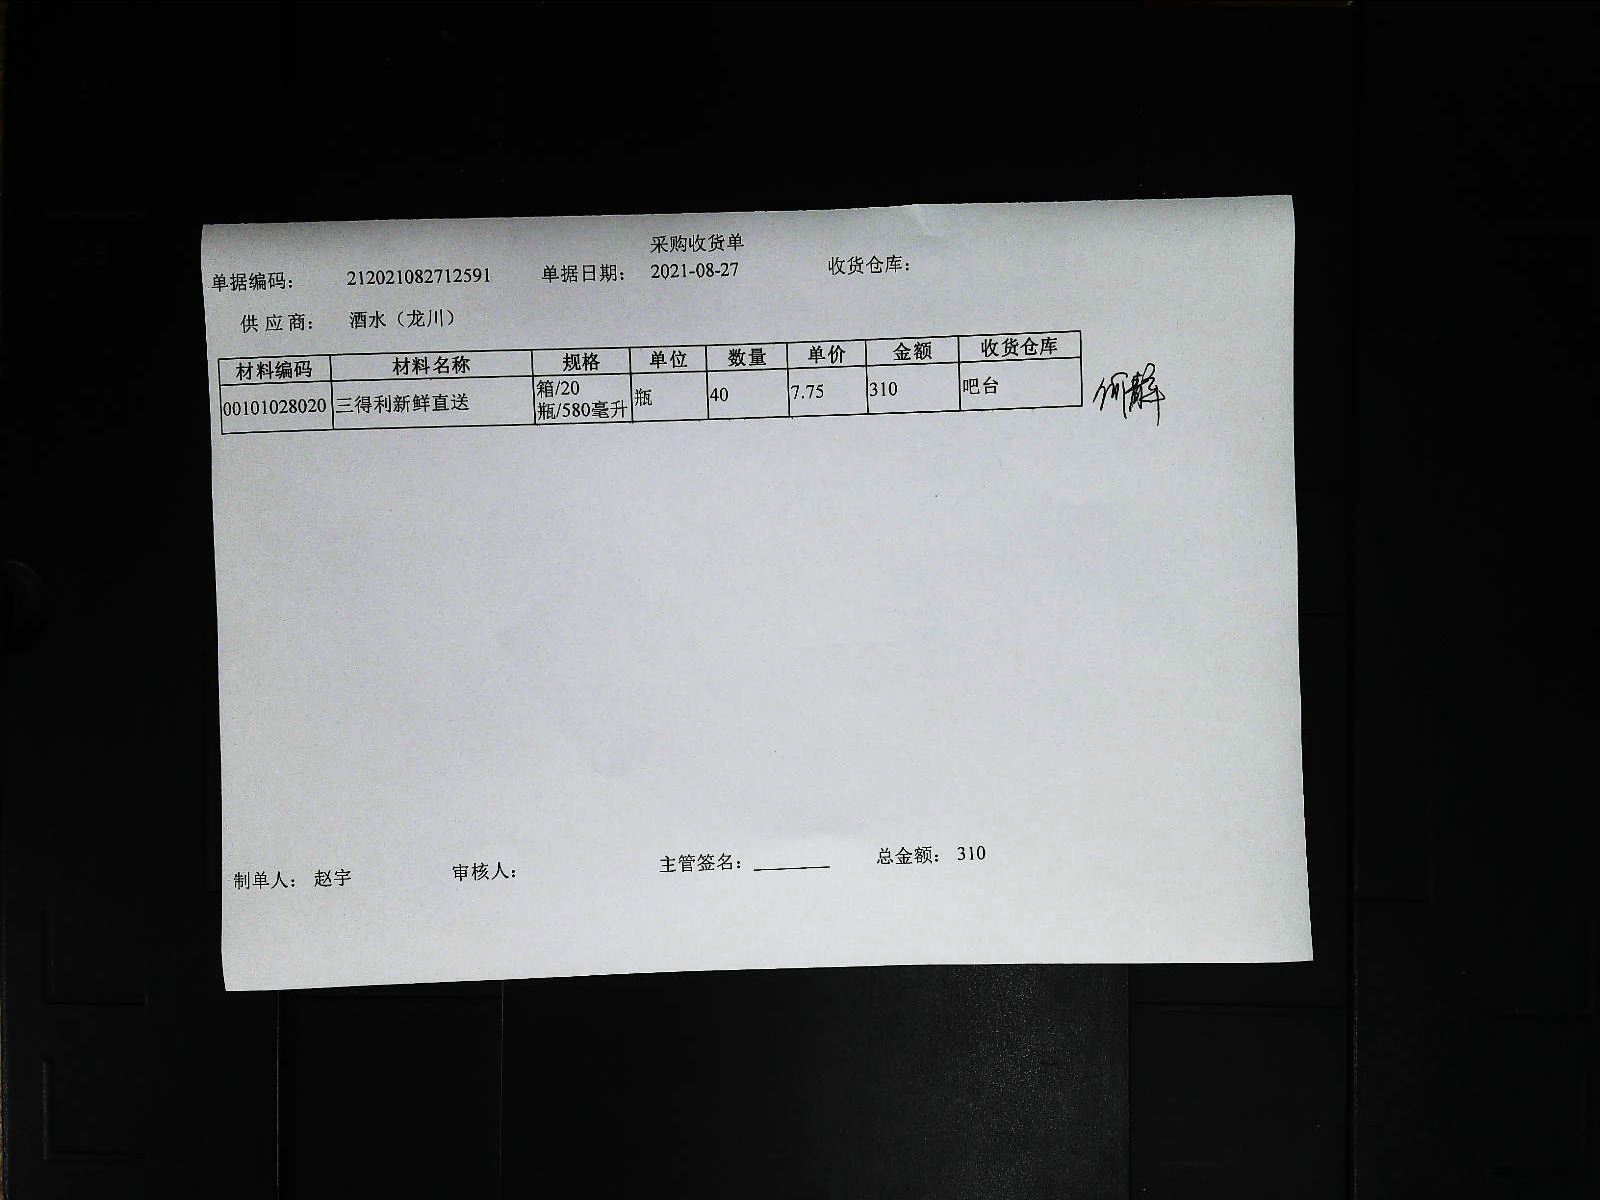 采购收货单
单据编码： 212021082712591 单据日期： 2021-08-27 收货仓库：
供应商： 酒水（龙川）
材料编码 材料名称 规格 单位 数量 单价 金额 收货仓库
00101028020 三得利新鲜直送 箱/20 瓶 40 7.75 310 吧台
瓶/580毫升
何静
制单人： 赵宇 审核人： 主管签名： 总金额： 310